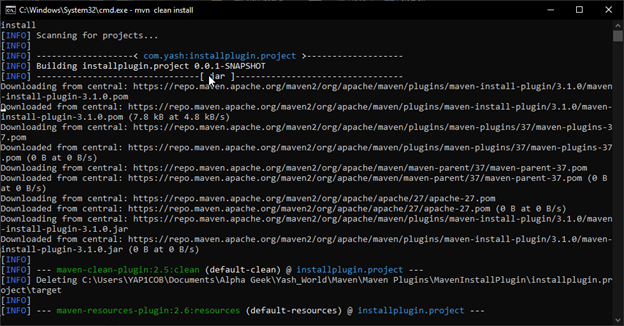 C:\Windows\System32\cmd.exe - mvn clean install
install
[INFO] Scanning for projects...
[INFO]
[INFO] ------------------< com.yash:installplugin.project >------------------
[INFO] Building installplugin.project 0.0.1-SNAPSHOT
[INFO] --------------------------------[ jar ]---------------------------------
Downloading from central: https://repo.maven.apache.org/maven2/org/apache/maven/plugins/maven-install-plugin/3.1.0/maven
-install-plugin-3.1.0.pom
Downloaded from central: https://repo.maven.apache.org/maven2/org/apache/maven/plugins/maven-install-plugin/3.1.0/maven-
install-plugin-3.1.0.pom (7.8 kB at 4.8 kB/s)
Downloading from central: https://repo.maven.apache.org/maven2/org/apache/maven/plugins/maven-plugins/37/maven-plugins-3
7.pom
Downloaded from central: https://repo.maven.apache.org/maven2/org/apache/maven/plugins/maven-plugins/37/maven-plugins-37
.pom (0 B at 0 B/s)
Downloading from central: https://repo.maven.apache.org/maven2/org/apache/maven/maven-parent/37/maven-parent-37.pom
Downloaded from central: https://repo.maven.apache.org/maven2/org/apache/maven/maven-parent/37/maven-parent-37.pom (0 B
at 0 B/s)
Downloading from central: https://repo.maven.apache.org/maven2/org/apache/apache/27/apache-27.pom
Downloaded from central: https://repo.maven.apache.org/maven2/org/apache/apache/27/apache-27.pom (0 B at 0 B/s)
Downloading from central: https://repo.maven.apache.org/maven2/org/apache/maven/plugins/maven-install-plugin/3.1.0/maven
-install-plugin-3.1.0.jar
Downloaded from central: https://repo.maven.apache.org/maven2/org/apache/maven/plugins/maven-install-plugin/3.1.0/maven-
install-plugin-3.1.0.jar (0 B at 0 B/s)
[INFO]
[INFO] --- maven-clean-plugin:2.5:clean (default-clean) @ installplugin.project ---
[INFO] Deleting C:\Users\YAP1COB\Documents\Alpha Geek\Yash_World\Maven\Maven Plugins\MavenInstallPlugin\installplugin.pr
oject\target
[INFO]
[INFO] --- maven-resources-plugin:2.6:resources (default-resources) @ installplugin.project ---